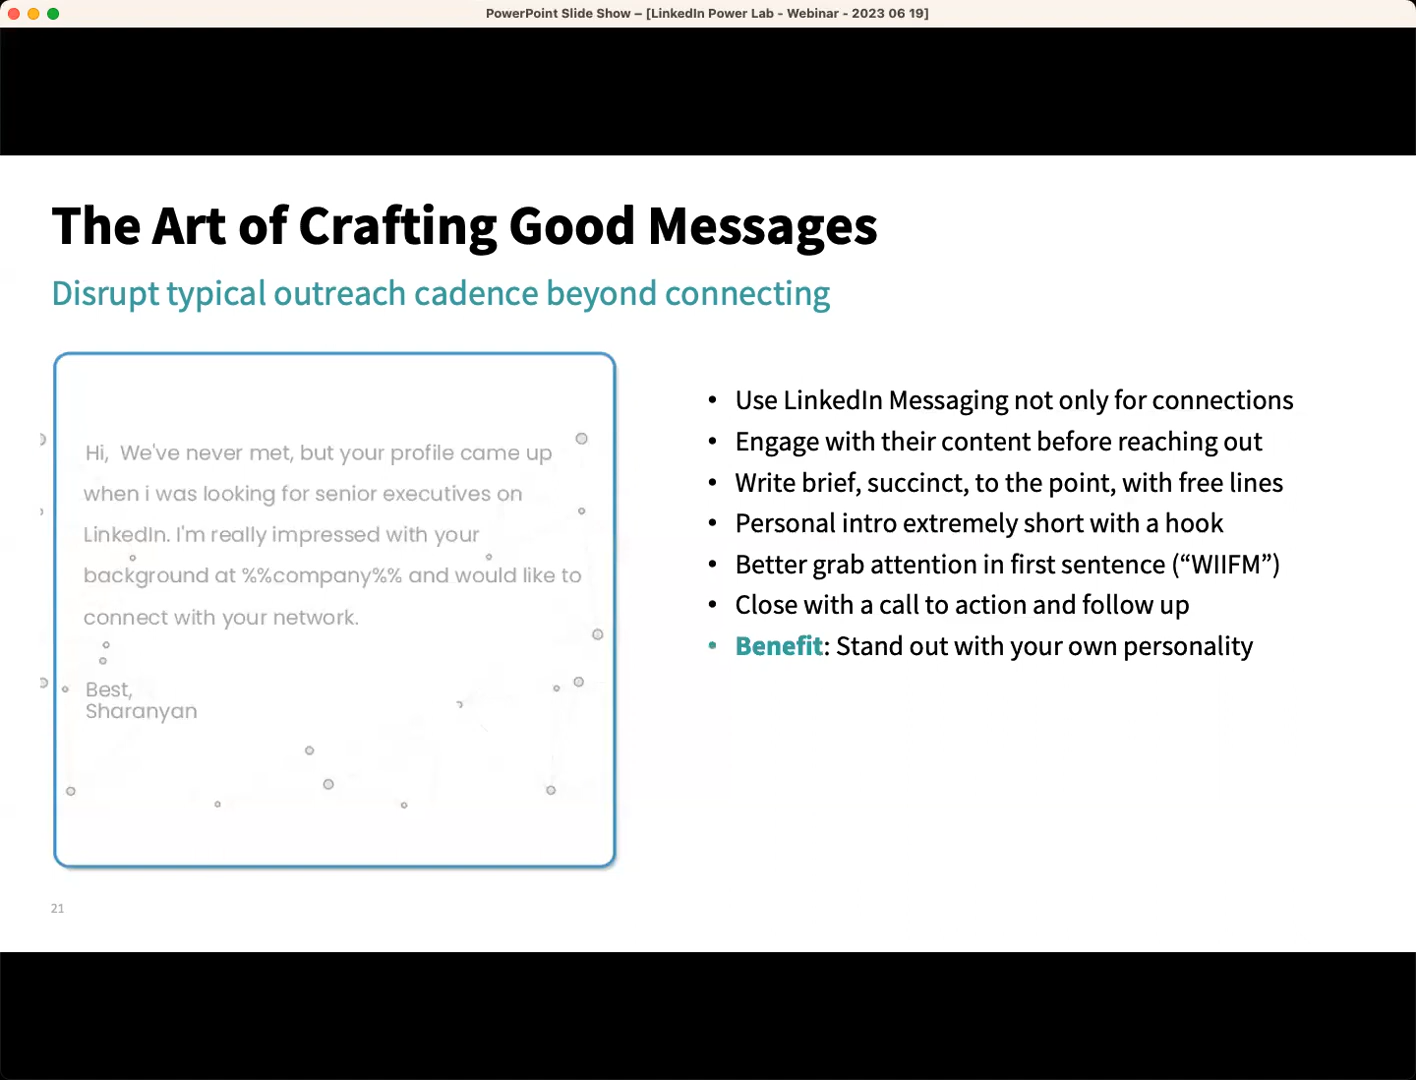 PowerPoint Slide Show – [LinkedIn Power Lab - Webinar - 2023 06 19]
The Art of Crafting Good Messages
Disrupt typical outreach cadence beyond connecting
Hi,  We've never met, but your profile came up
when i was looking for senior executives on
LinkedIn. I'm really impressed with your
background at %%company%% and would like to
connect with your network.
Best,
Sharanyan
• Use LinkedIn Messaging not only for connections
• Engage with their content before reaching out
• Write brief, succinct, to the point, with free lines
• Personal intro extremely short with a hook
• Better grab attention in first sentence (“WIIFM”)
• Close with a call to action and follow up
• Benefit: Stand out with your own personality
21